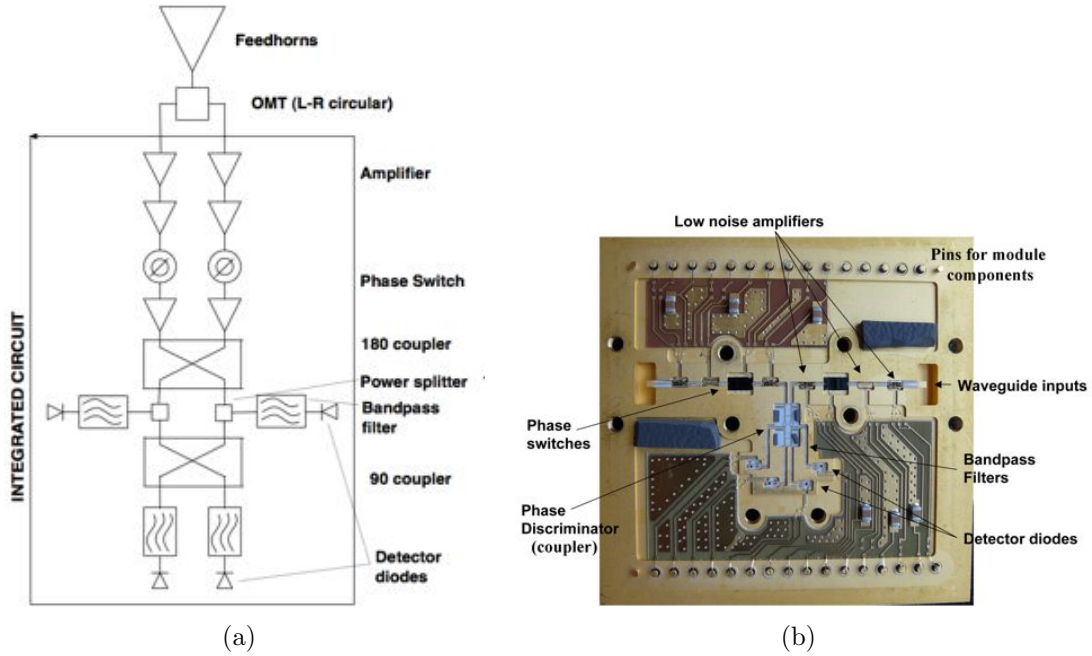 Feedhorns
OMT (L-R circular)
Amplifier
Phase Switch
180 coupler
Power splitter
Bandpass
filter
90 coupler
Detector
diodes
INTEGRATED CIRCUIT
(a)
Low noise amplifiers
Pins for module
components
Waveguide inputs
Phase
switches
Bandpass
Filters
Phase
Discriminator
(coupler)
Detector diodes
(b)